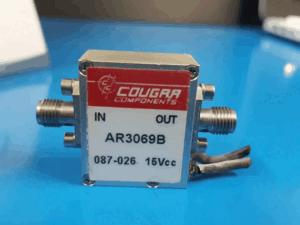 COUGAR
COMPONENTS
IN OUT
AR3069B
087-026 15Vcc